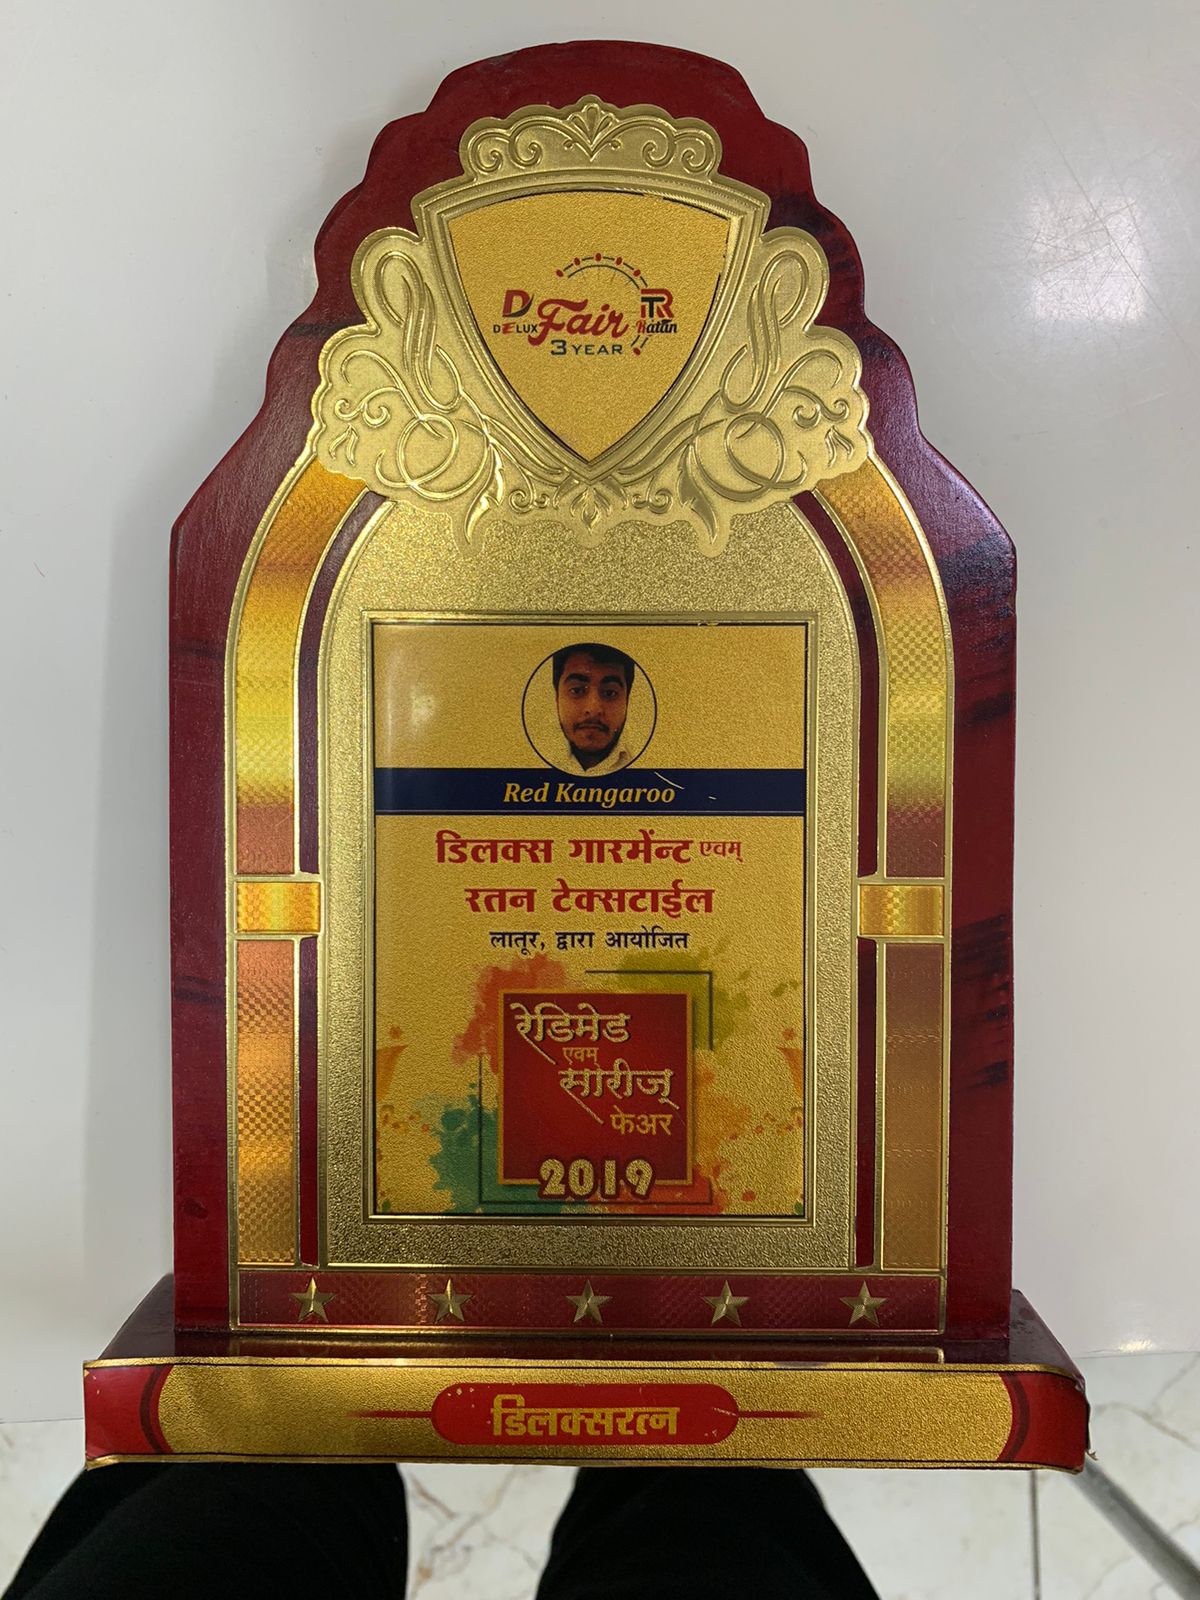 D
DELUX
Fair
TR
Ratan
3 YEAR
Red Kangaroo
डिलक्स गारमेंन्ट एवम्
रतन टेक्सटाईल
लातूर, द्वारा आयोजित
रेडिमेड
एवम्
सारीज्
फेअर
2019
डिलक्सरत्न